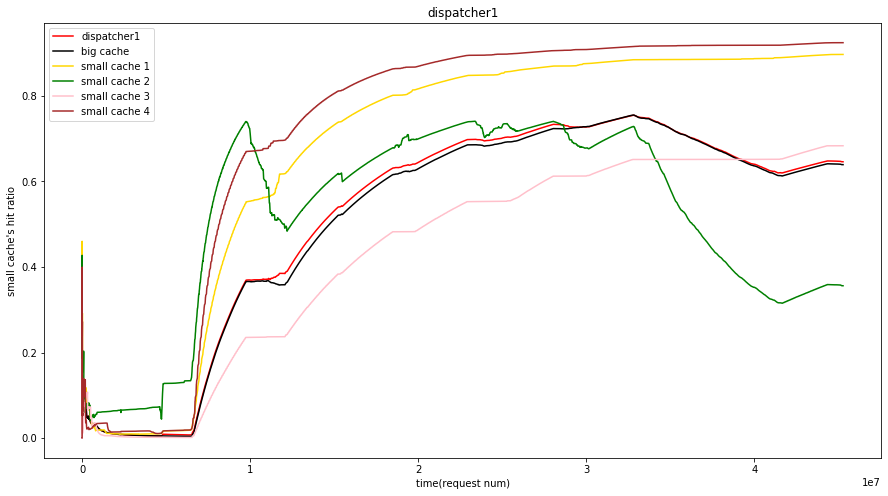 dispatcher1
dispatcher1
big cache
small cache 1
small cache 2
small cache 3
small cache 4
small cache's hit ratio
0.8
0.6
0.4
0.2
0.0
0 1 2 3 4
1e7
time(request num)